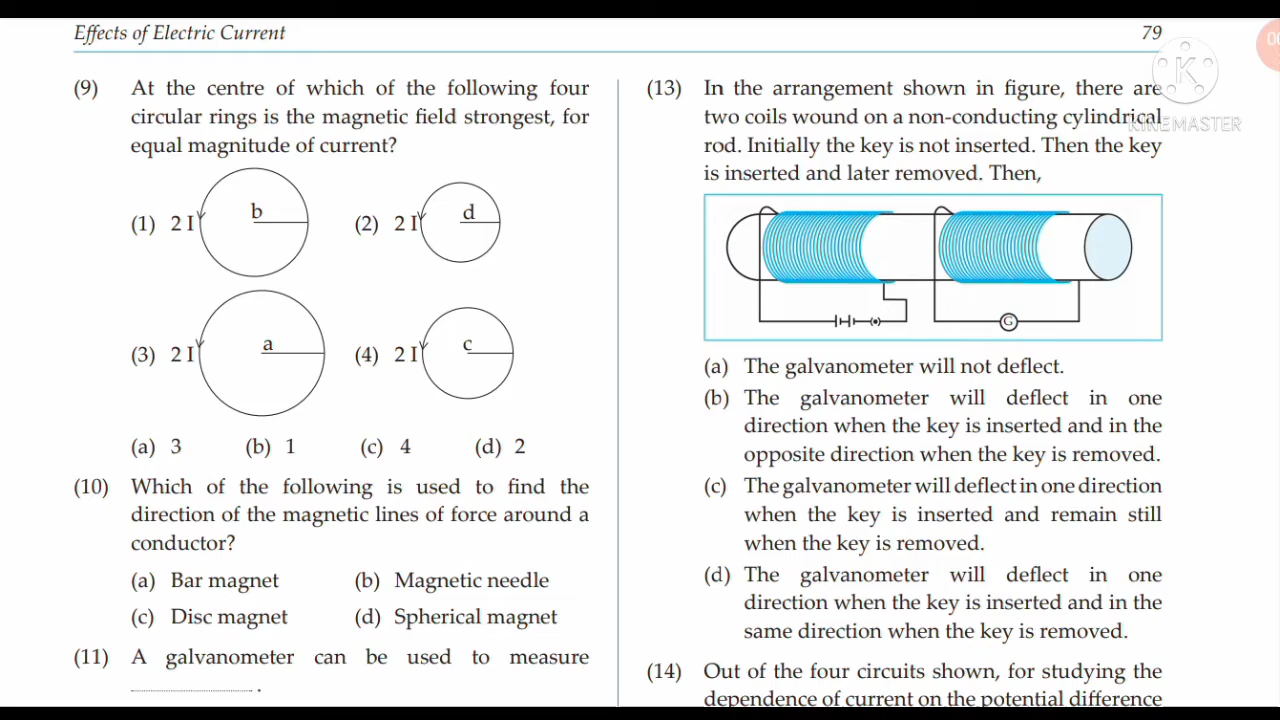 Effects of Electric Current
79
(9) At the centre of which of the following four
circular rings is the magnetic field strongest, for
equal magnitude of current?
(1) 2 I b
(2) 2 I d
(3) 2 I a
(4) 2 I c
(a) 3 (b) 1 (c) 4 (d) 2
(10) Which of the following is used to find the
direction of the magnetic lines of force around a
conductor?
(a) Bar magnet (b) Magnetic needle
(c) Disc magnet (d) Spherical magnet
(11) A galvanometer can be used to measure
.................................... .
(13) In the arrangement shown in figure, there are
two coils wound on a non-conducting cylindrical
rod. Initially the key is not inserted. Then the key
is inserted and later removed. Then,
G
(a) The galvanometer will not deflect.
(b) The galvanometer will deflect in one
direction when the key is inserted and in the
opposite direction when the key is removed.
(c) The galvanometer will deflect in one direction
when the key is inserted and remain still
when the key is removed.
(d) The galvanometer will deflect in one
direction when the key is inserted and in the
same direction when the key is removed.
(14) Out of the four circuits shown, for studying the
dependence of current on the potential difference
K
KINEMASTER
00